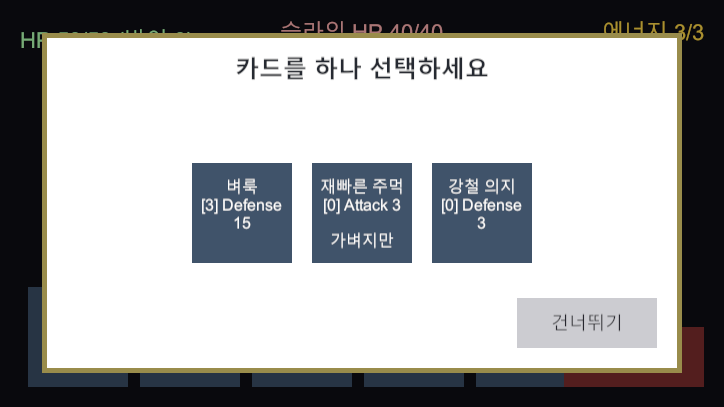 슬라임 HP 40/40
에너지 3/3
카드를 하나 선택하세요
벼룩
[3] Defense
15
재빠른 주먹
[0] Attack 3
가벼지만
강철 의지
[0] Defense
3
건너뛰기